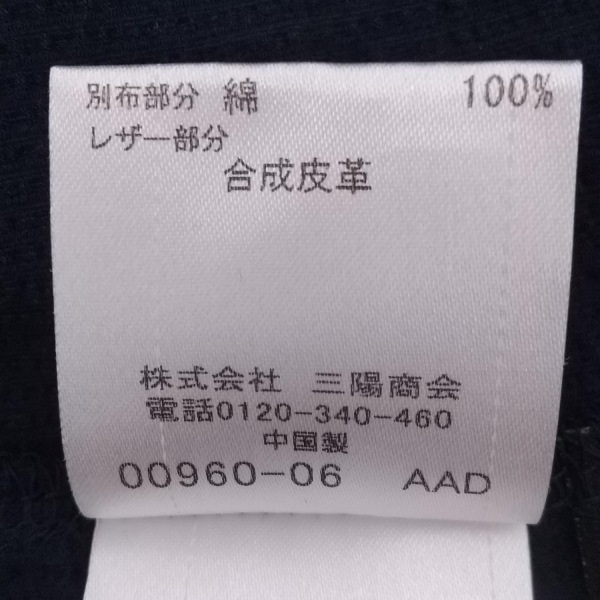 別布部分 綿 100%
レザー部分
合成皮革
株式会社 三陽商会
電話0120-340-460
中国製
00960-06 AAD